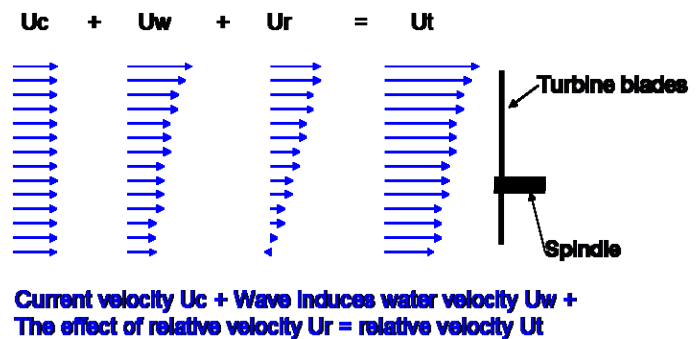 Uc + Uw + Ur = Ut
Turbine blades
Spindle
Current velocity Uc + Wave induces water velocity Uw +
The effect of relative velocity Ur = relative velocity Ut